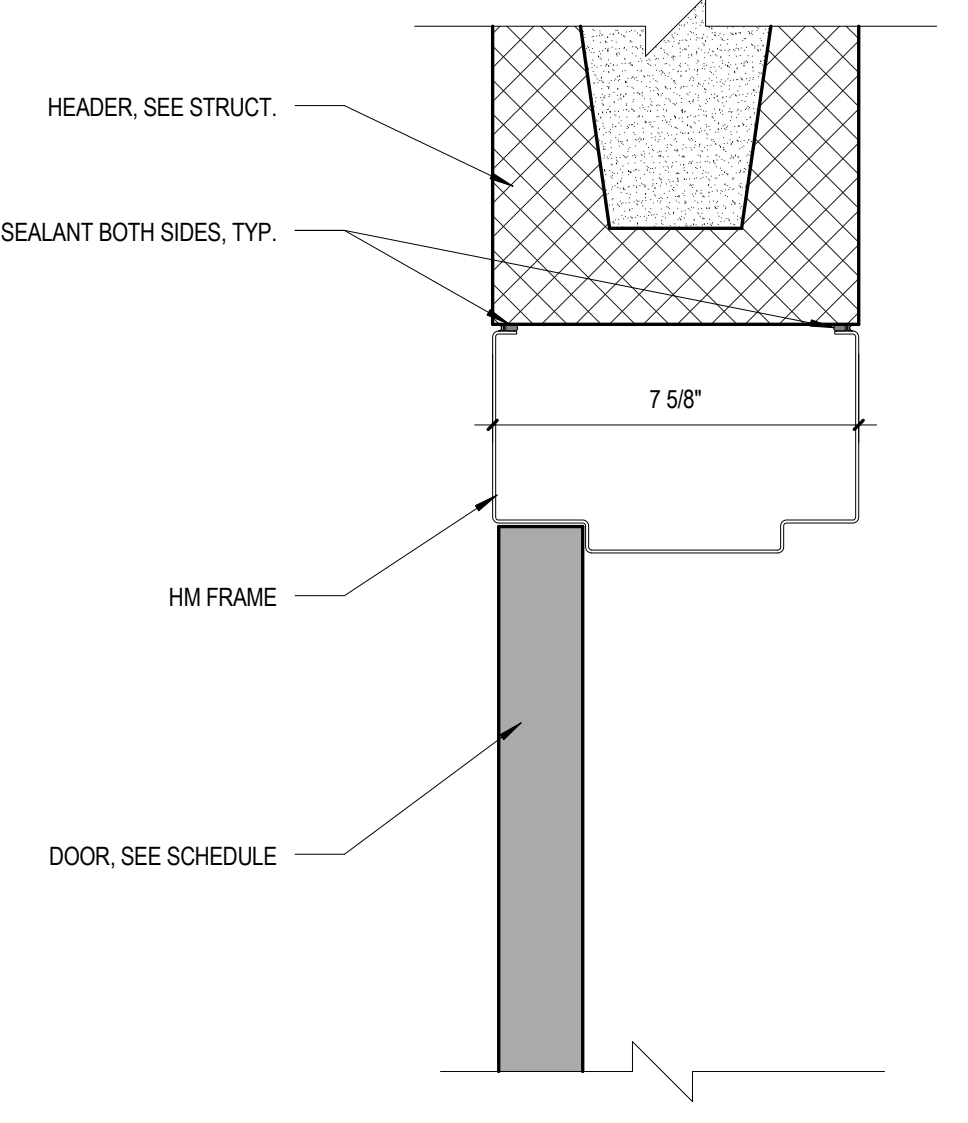 HEADER, SEE STRUCT.
SEALANT BOTH SIDES, TYP.
7 5/8"
HM FRAME
DOOR, SEE SCHEDULE